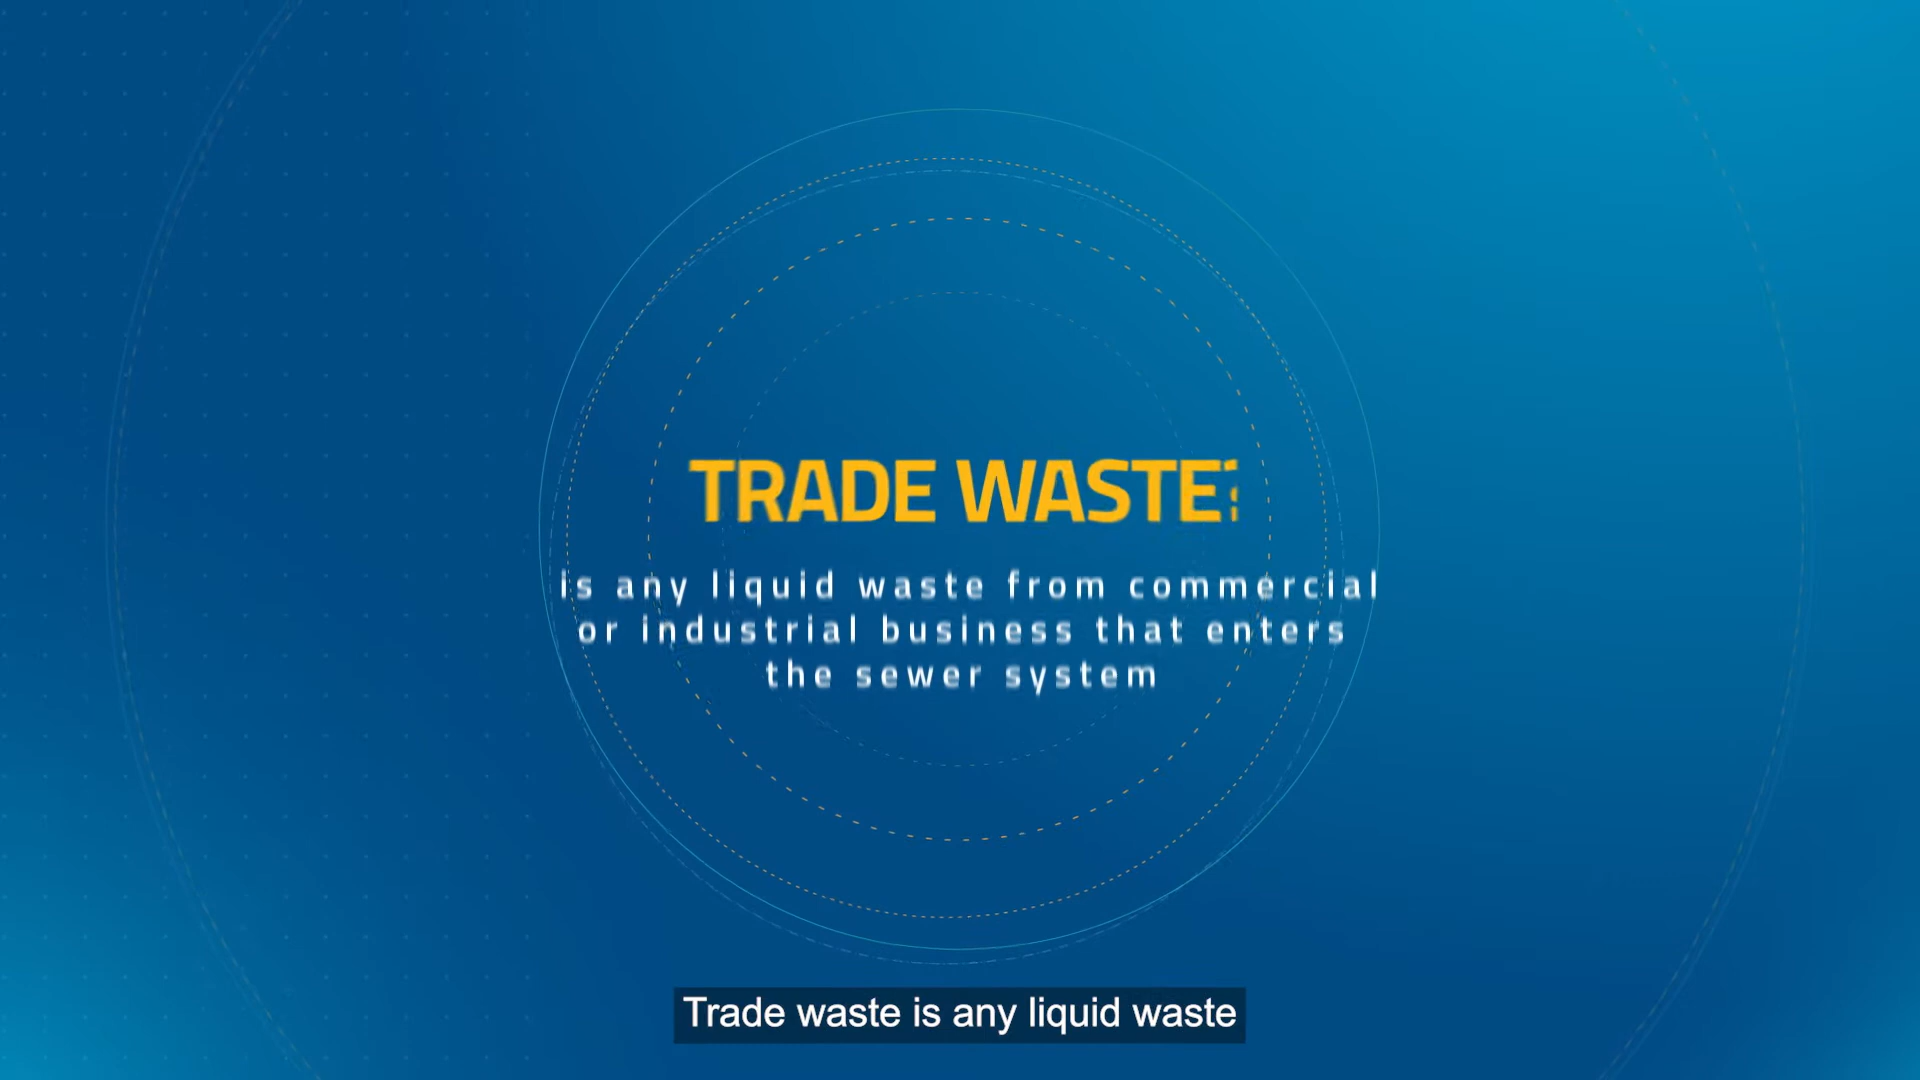 TRADE WASTE
is any liquid waste from commercial
or industrial business that enters
the sewer system
Trade waste is any liquid waste